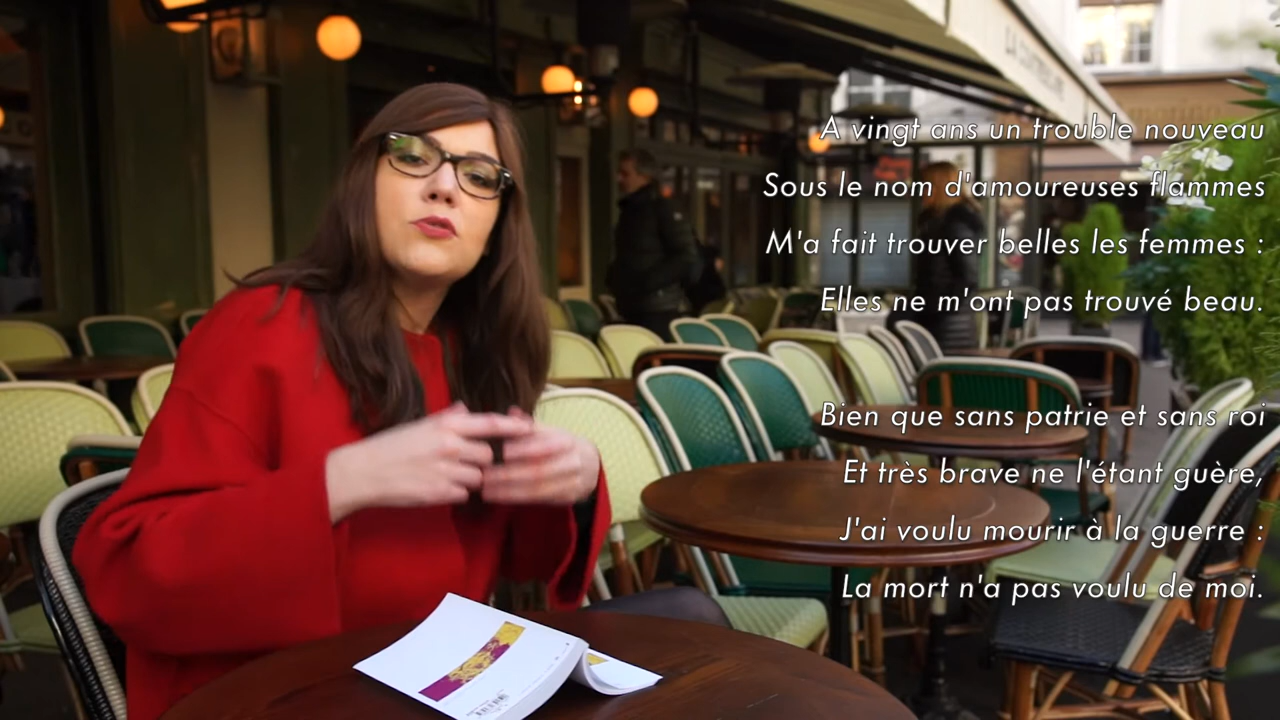 A vingt ans un trouble nouveau
Sous le nom d'amoureuses flammes
M'a fait trouver belles les femmes :
Elles ne m'ont pas trouvé beau.
Bien que sans patrie et sans roi
Et très brave ne l'étant guère,
J'ai voulu mourir à la guerre :
La mort n'a pas voulu de moi.